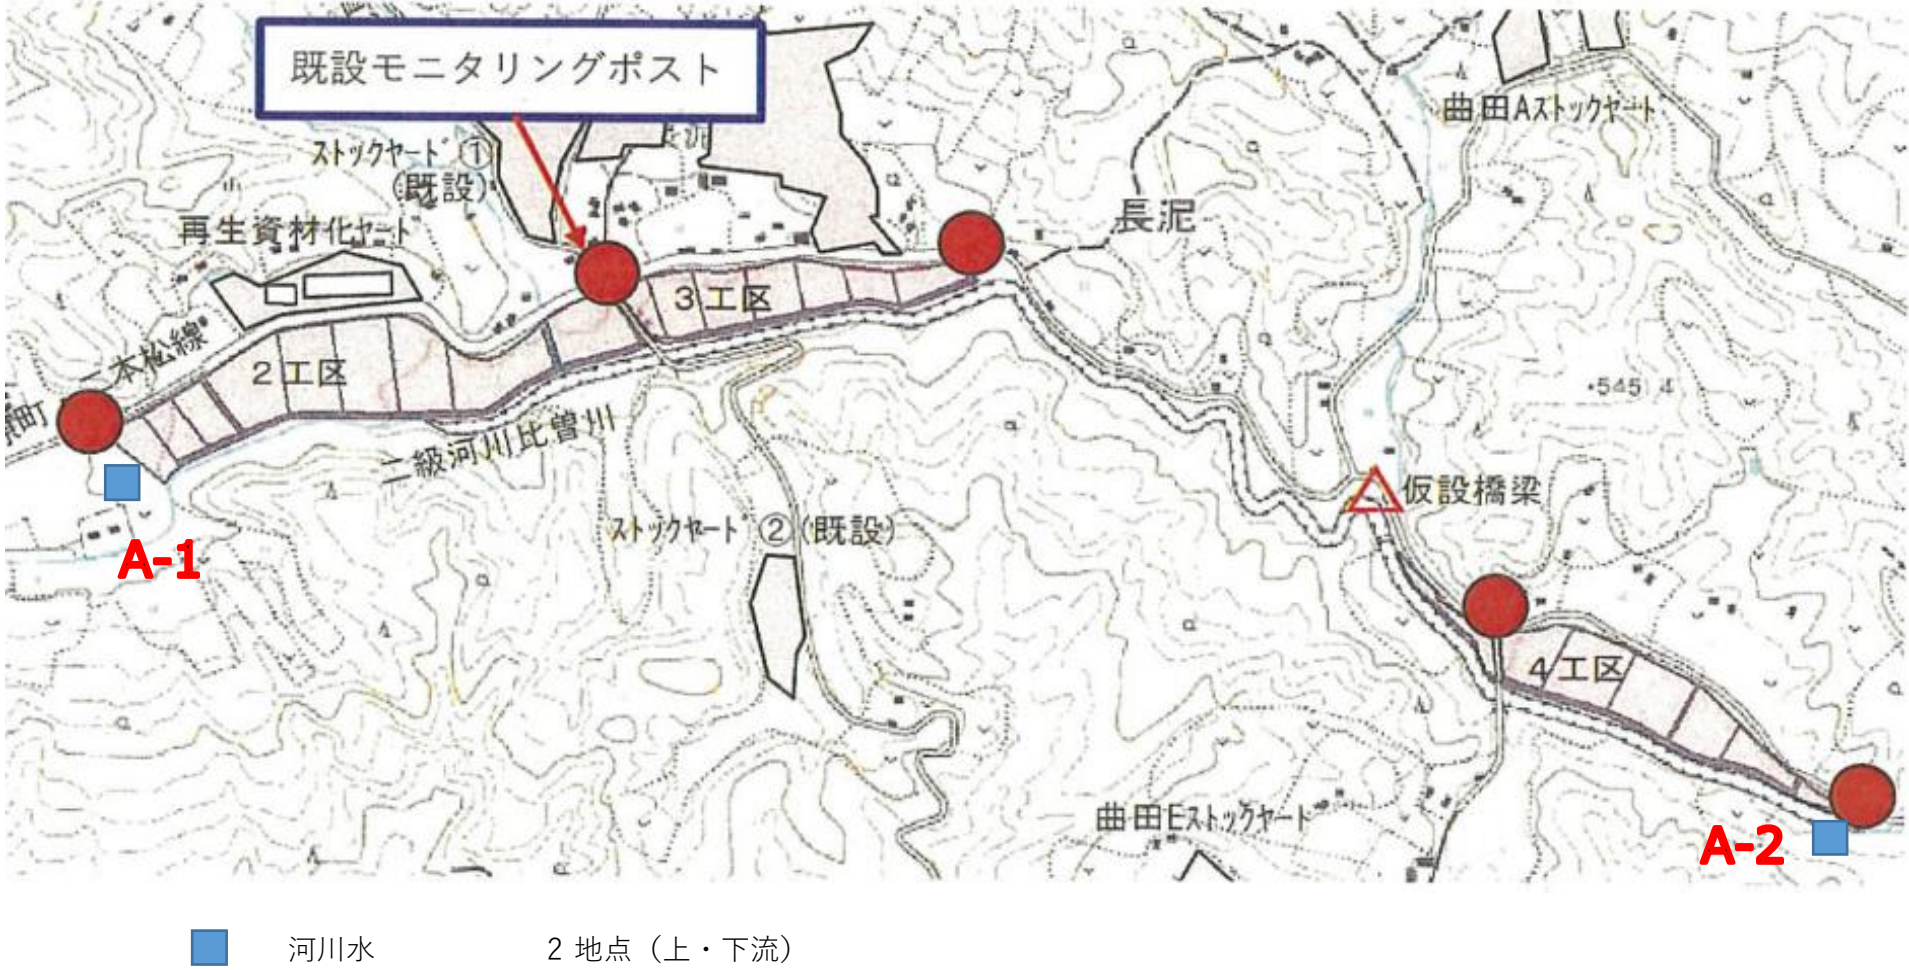 既設モニタリングポスト
曲田Aストックヤート
ストックヤード①
(既設)
長泥
再生資材化ヤード
3工区
一本松線
2工区
・545.4
二級河川比曽川
仮設橋梁
ストックヤード②(既設)
A-1
4工区
曲田Eストックヤート
A-2
河川水 2 地点（上・下流）